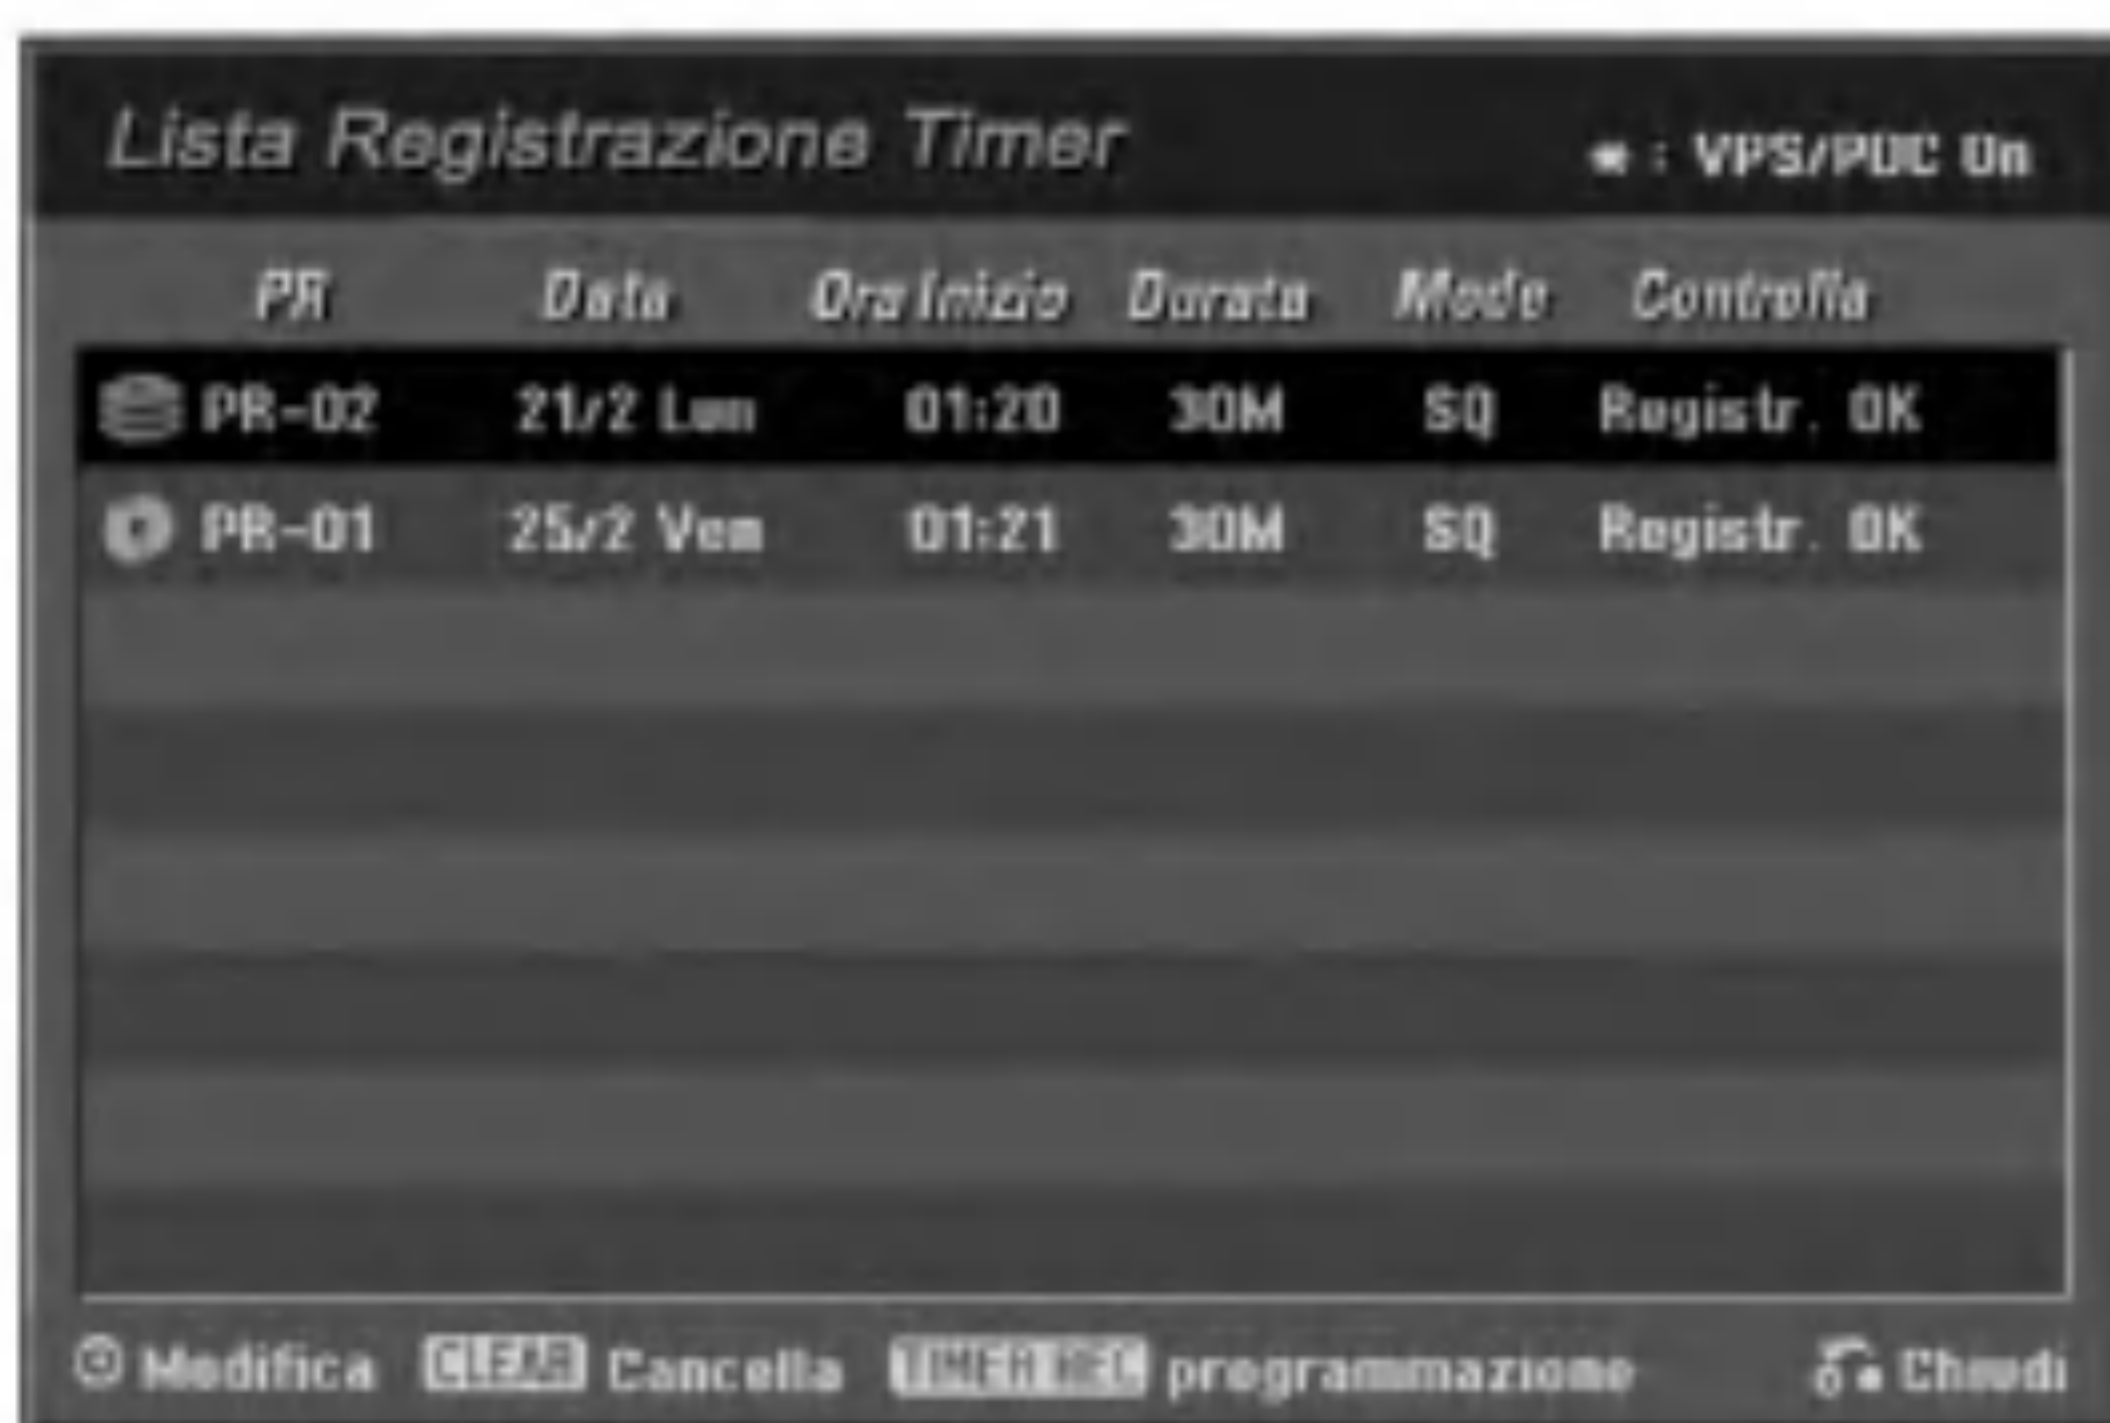 Lista Registrazione Timer
★ : VPS/PDC On
PR Data Ora Inizio Durata Mode Controlla
PR-02 21/2 Lun 01:20 30M SQ Registr. OK
PR-01 25/2 Ven 01:21 30M SQ Registr. OK
Modifica CLEAR Cancella TIMER REC programmazione Chiudi